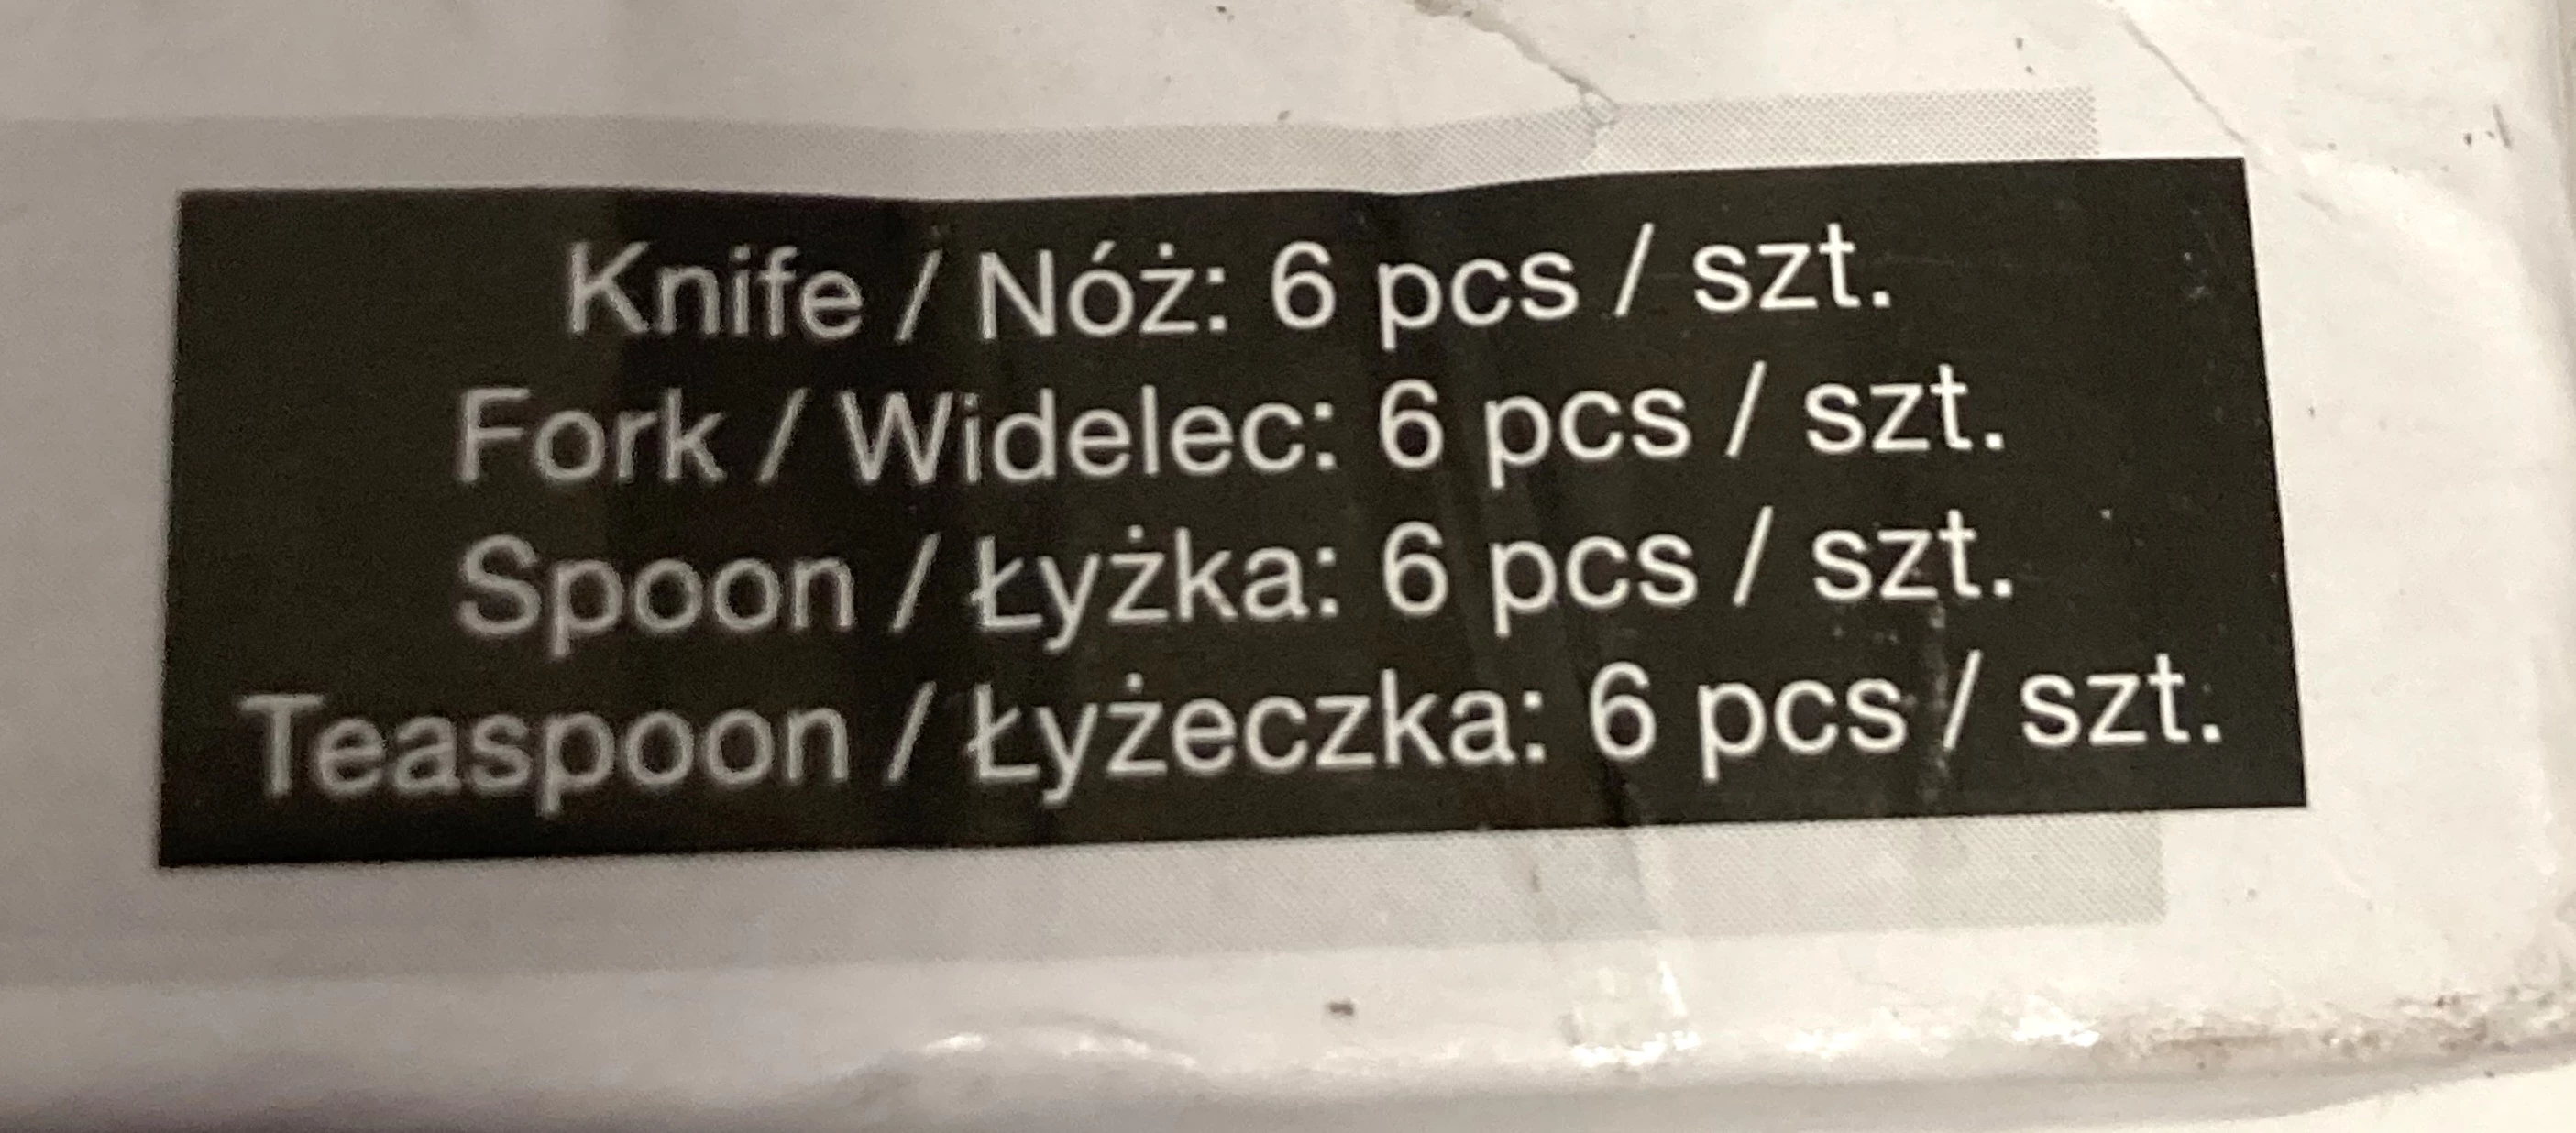 Knife / Nóż: 6 pcs / szt.
Fork / Widelec: 6 pcs / szt.
Spoon / Łyżka: 6 pcs / szt.
Teaspoon / Łyżeczka: 6 pcs / szt.